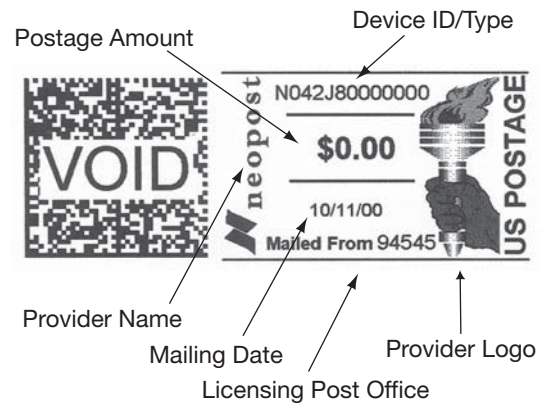 Device ID/Type
Postage Amount
VOID
neopost
N042J80000000
$0.00
10/11/00
Mailed From 94545
US POSTAGE
Provider Name
Mailing Date
Provider Logo
Licensing Post Office